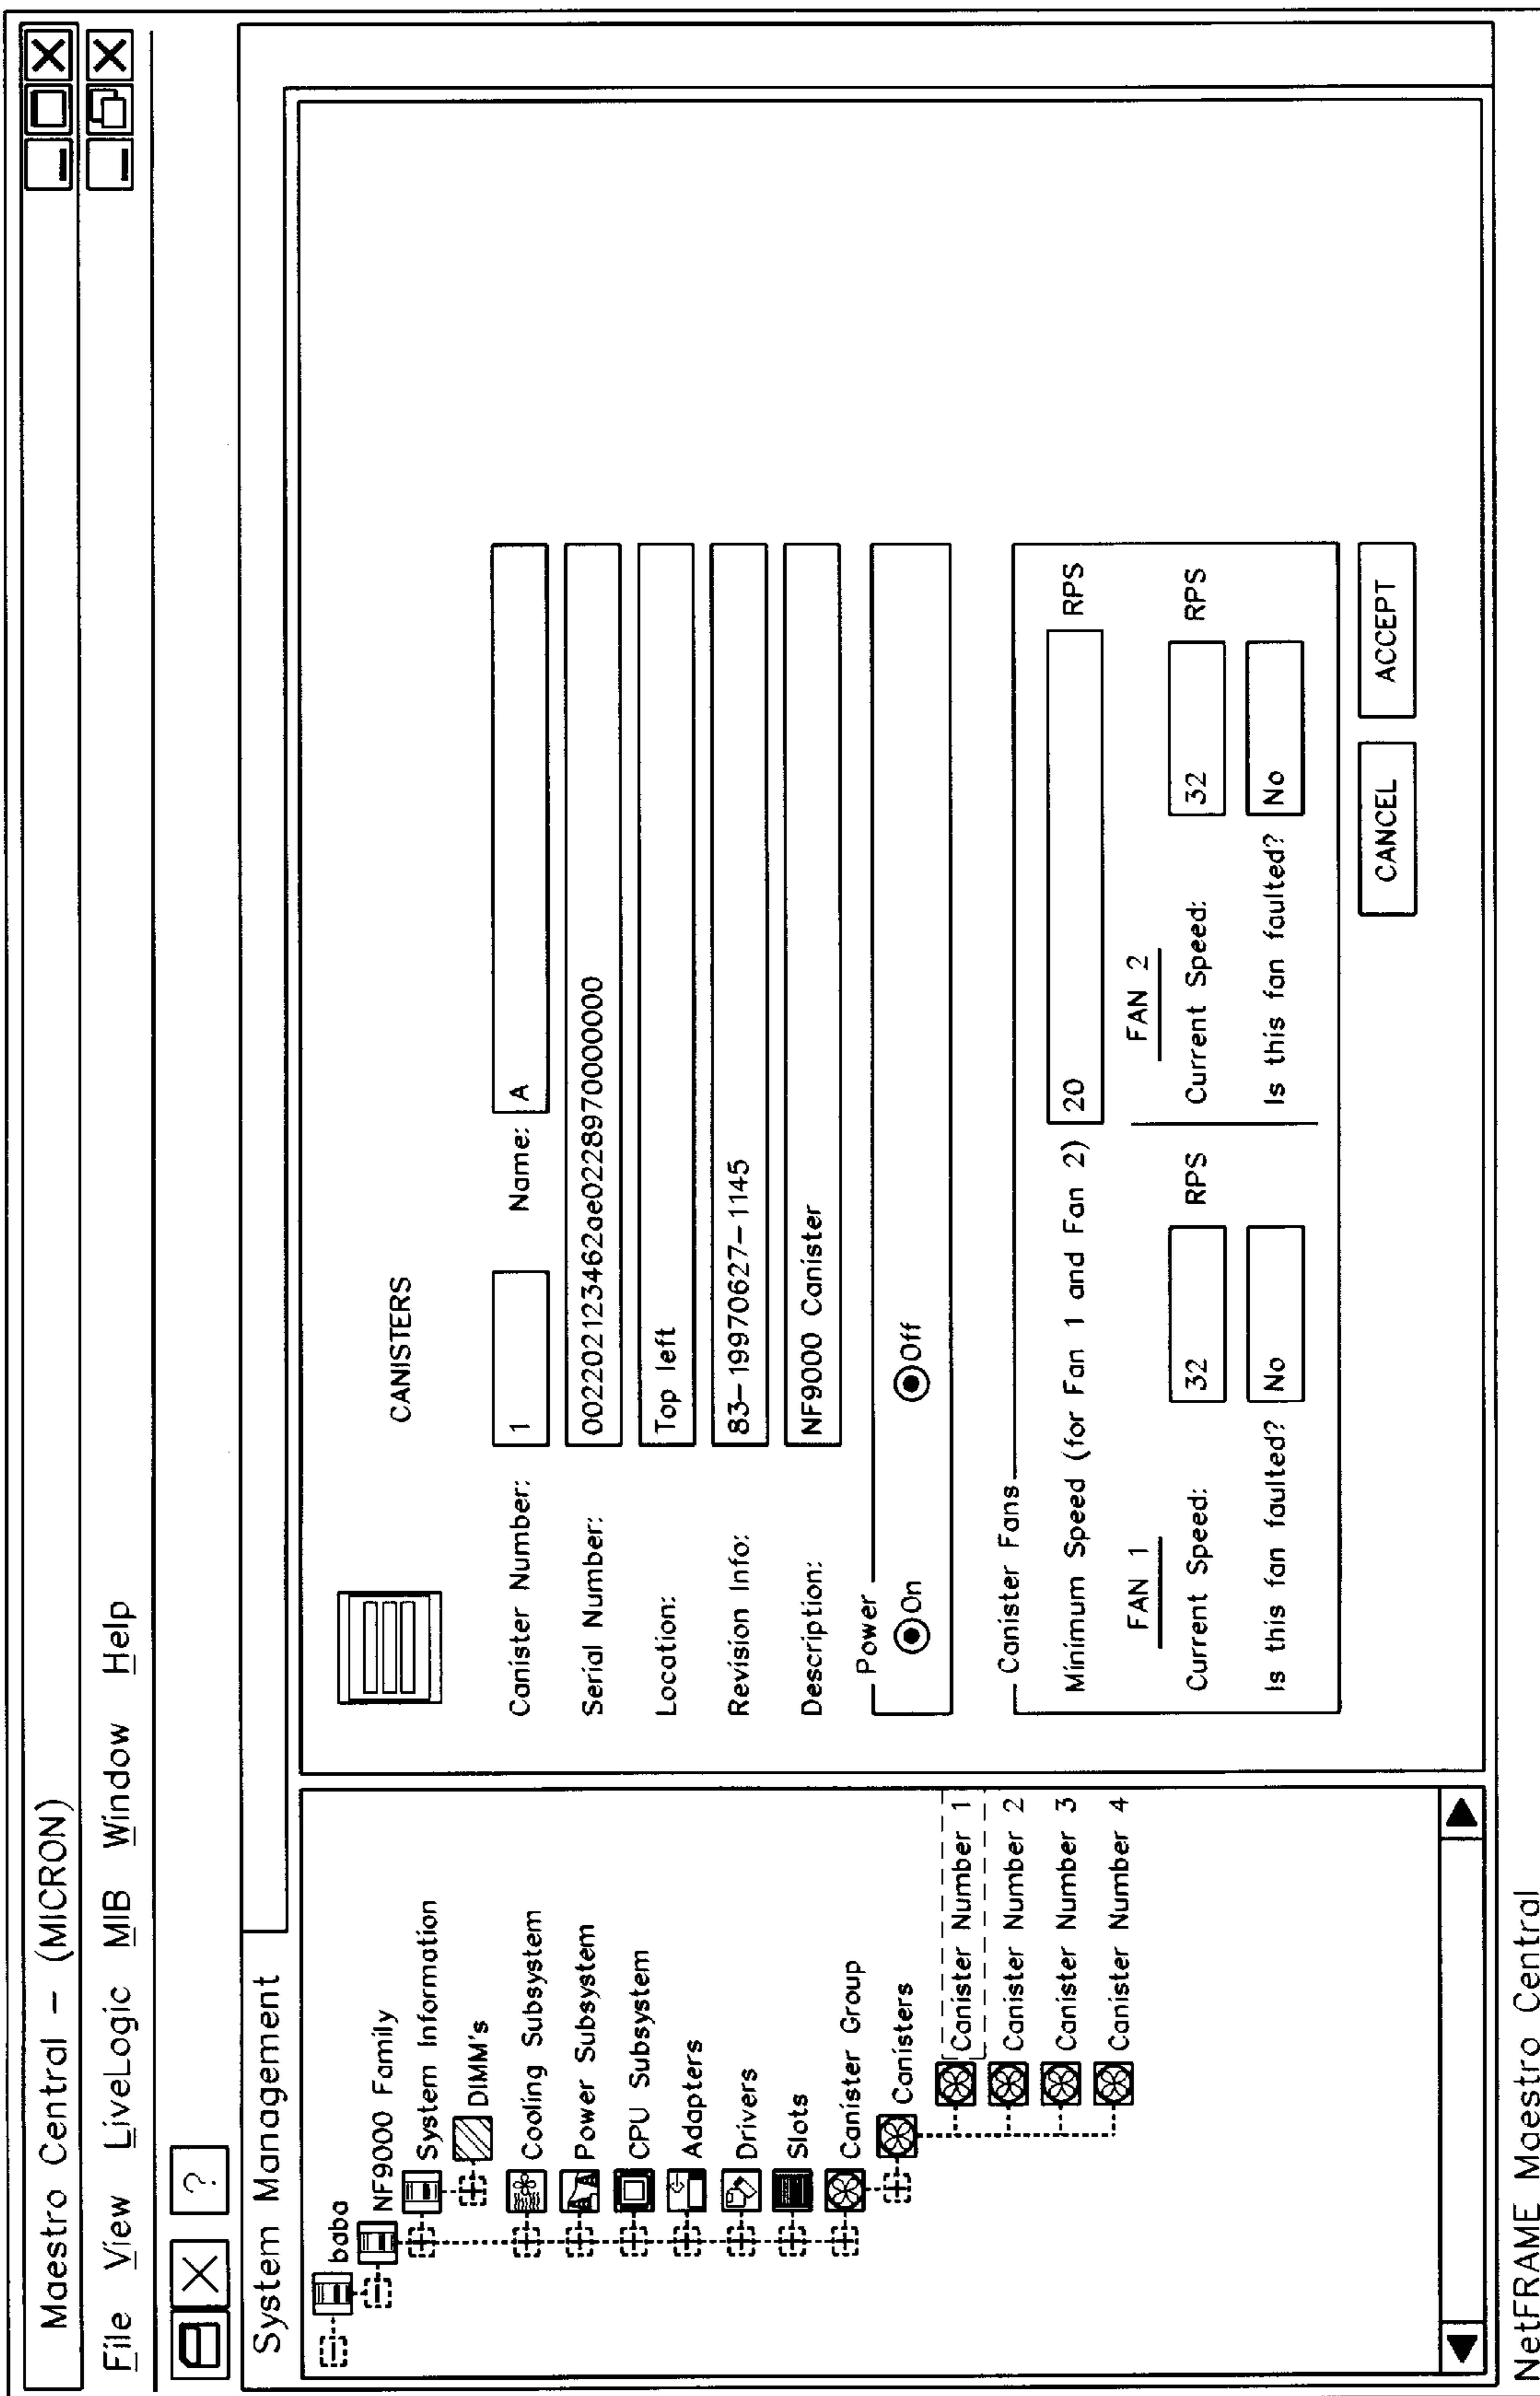 Maestro Central – (MICRON)
File View LiveLogic MIB Window Help
?
System Management
baba
NF9000 Family
System Information
DIMM's
Cooling Subsystem
Power Subsystem
CPU Subsystem
Adapters
Drivers
Slots
Canister Group
Canisters
Canister Number 1
Canister Number 2
Canister Number 3
Canister Number 4
CANISTERS
Canister Number: 1 Name: A
Serial Number: 00220212346​2ae022897000000​0
Location: Top left
Revision Info: 83–19970627–1145
Description: NF9000 Canister
Power
On Off
Canister Fans
Minimum Speed (for Fan 1 and Fan 2) 20 RPS
FAN 1 FAN 2
Current Speed: 32 RPS Current Speed: 32 RPS
Is this fan faulted? No Is this fan faulted? No
CANCEL ACCEPT
NetFRAME Maestro Central